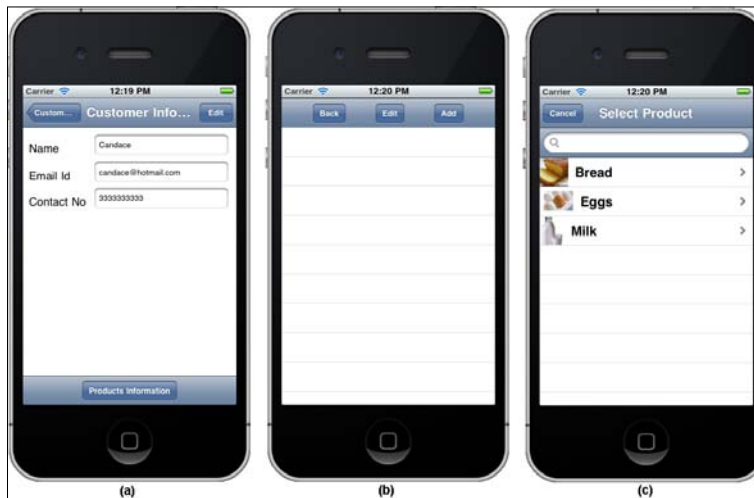 Carrier 12:19 PM
Custom... Customer Info... Edit
Name Candace
Email Id candace@hotmail.com
Contact No 3333333333
Products Information
(a)
Carrier 12:20 PM
Back Edit Add
(b)
Carrier 12:20 PM
Cancel Select Product
Bread
Eggs
Milk
(c)